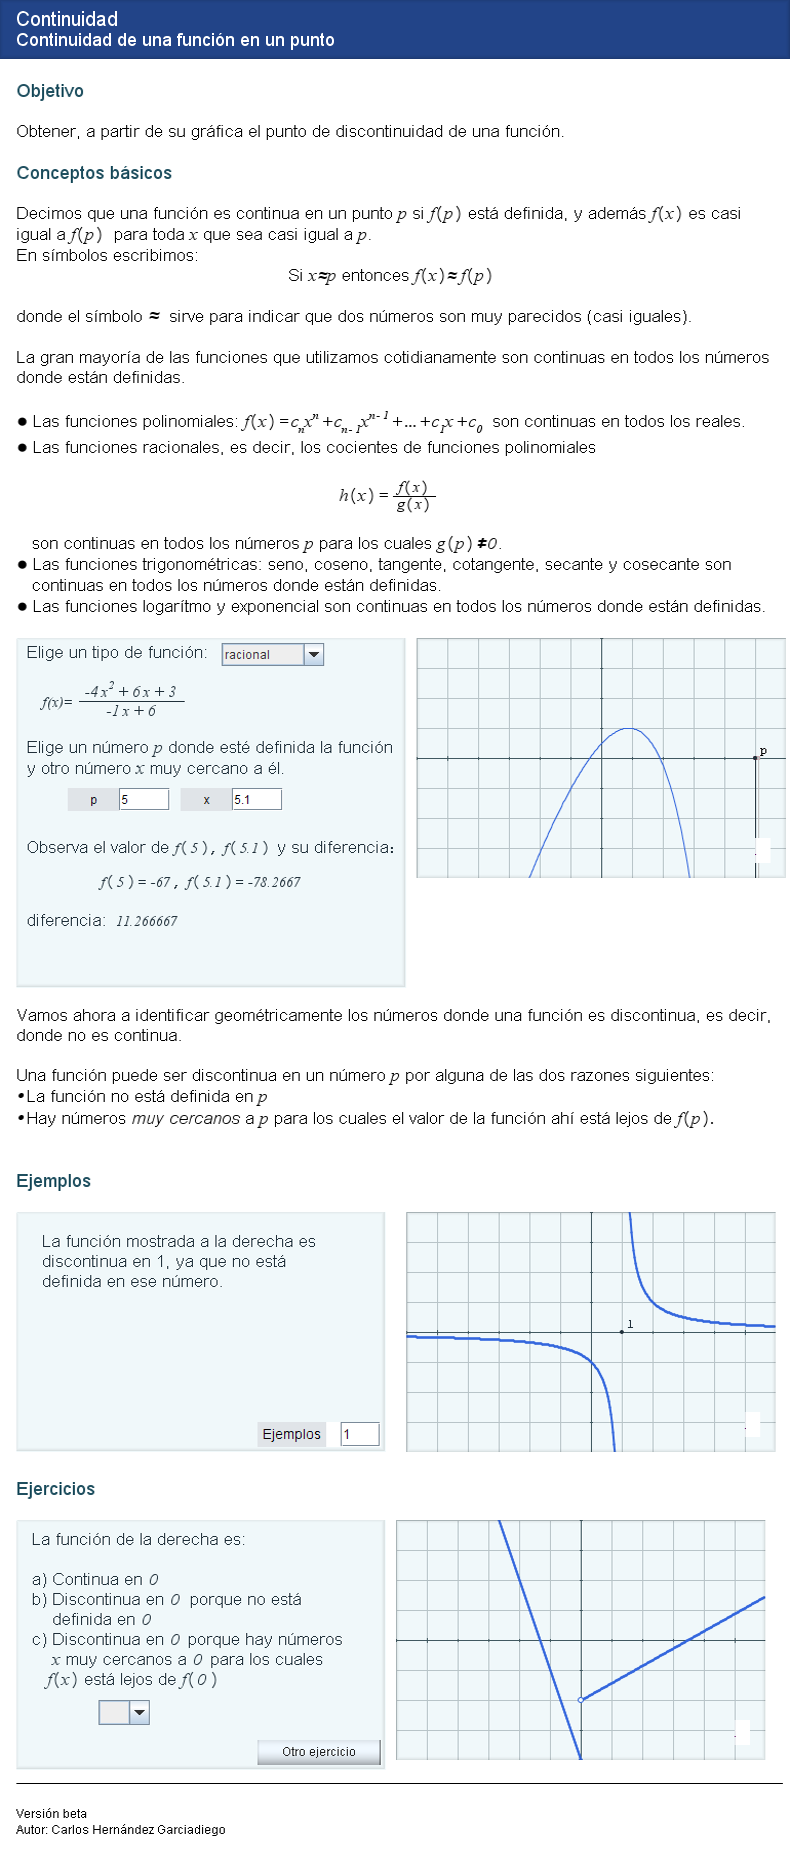 Continuidad
Continuidad de una función en un punto
Objetivo
Obtener, a partir de su gráfica el punto de discontinuidad de una función.
Conceptos básicos
Decimos que una función es continua en un punto p si f(p) está definida, y además f(x) es casi
igual a f(p) para toda x que sea casi igual a p.
En símbolos escribimos:
Si x≈p entonces f(x)≈f(p)
donde el símbolo ≈ sirve para indicar que dos números son muy parecidos (casi iguales).
La gran mayoría de las funciones que utilizamos cotidianamente son continuas en todos los números
donde están definidas.
● Las funciones polinomiales: f(x)=c_n x^n+c_{n-1}x^{n-1}+...+c_1x+c_0 son continuas en todos los reales.
● Las funciones racionales, es decir, los cocientes de funciones polinomiales
h(x) = f(x)/g(x)
son continuas en todos los números p para los cuales g(p)≠0.
● Las funciones trigonométricas: seno, coseno, tangente, cotangente, secante y cosecante son
continuas en todos los números donde están definidas.
● Las funciones logarítmo y exponencial son continuas en todos los números donde están definidas.
Elige un tipo de función: racional
f(x)= (-4x^2+6x+3)/(-1x+6)
Elige un número p donde esté definida la función
y otro número x muy cercano a él.
p 5 x 5.1
Observa el valor de f(5), f(5.1) y su diferencia:
f(5)=-67, f(5.1)=-78.2667
diferencia: 11.266667
p
Vamos ahora a identificar geométricamente los números donde una función es discontinua, es decir,
donde no es continua.
Una función puede ser discontinua en un número p por alguna de las dos razones siguientes:
•La función no está definida en p
•Hay números muy cercanos a p para los cuales el valor de la función ahí está lejos de f(p).
Ejemplos
La función mostrada a la derecha es
discontinua en 1, ya que no está
definida en ese número.
Ejemplos 1
1
Ejercicios
La función de la derecha es:
a) Continua en 0
b) Discontinua en 0 porque no está
definida en 0
c) Discontinua en 0 porque hay números
x muy cercanos a 0 para los cuales
f(x) está lejos de f(0)
Otro ejercicio
Versión beta
Autor: Carlos Hernández Garciadiego